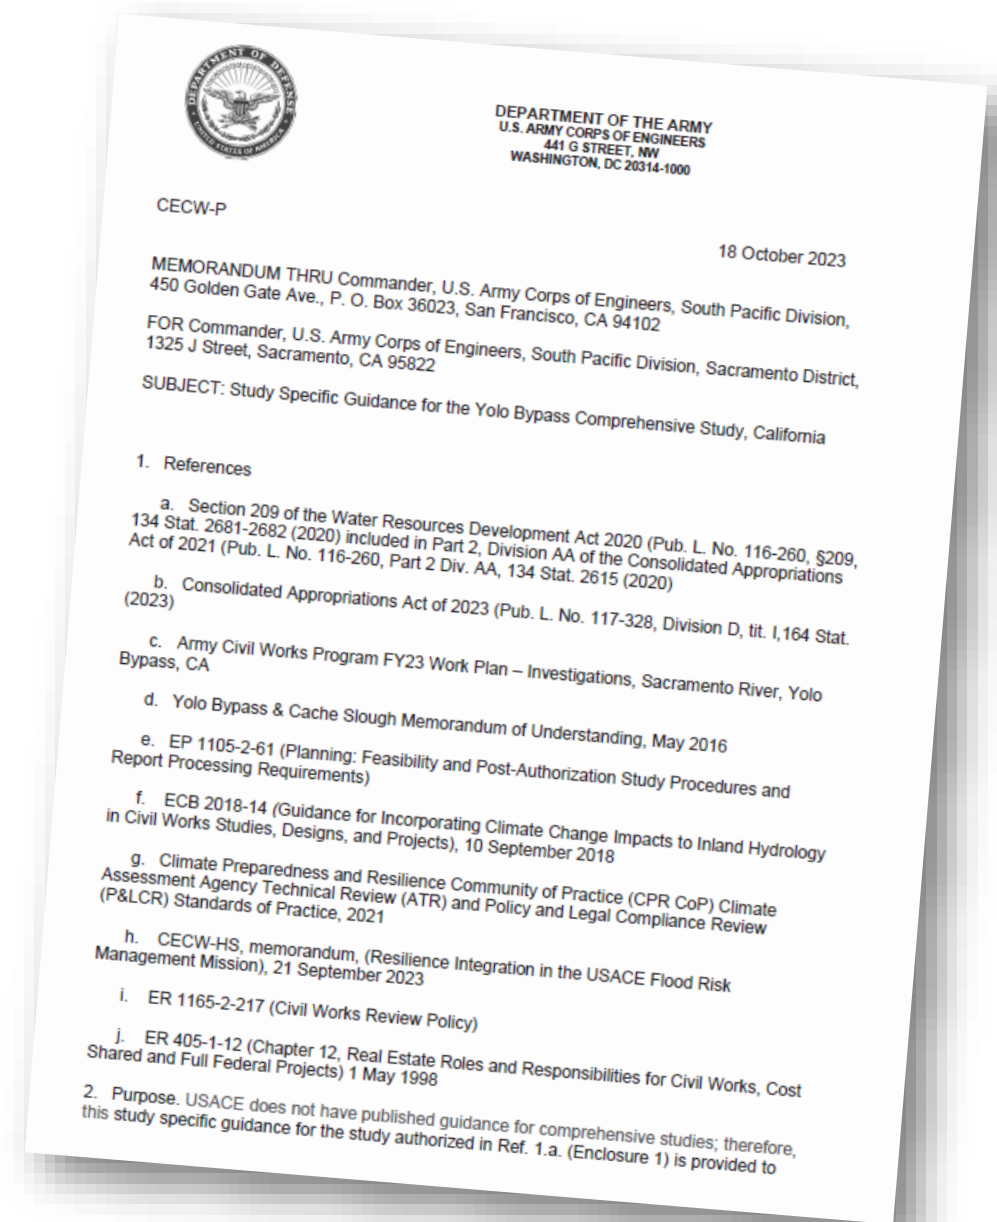 DEPARTMENT OF DEFENSE
UNITED STATES OF AMERICA
DEPARTMENT OF THE ARMY
U.S. ARMY CORPS OF ENGINEERS
441 G STREET, NW
WASHINGTON, DC 20314-1000
CECW-P
18 October 2023
MEMORANDUM THRU Commander, U.S. Army Corps of Engineers, South Pacific Division,
450 Golden Gate Ave., P. O. Box 36023, San Francisco, CA 94102
FOR Commander, U.S. Army Corps of Engineers, South Pacific Division, Sacramento District,
1325 J Street, Sacramento, CA 95822
SUBJECT: Study Specific Guidance for the Yolo Bypass Comprehensive Study, California
1. References
a. Section 209 of the Water Resources Development Act 2020 (Pub. L. No. 116-260, §209,
134 Stat. 2681-2682 (2020) included in Part 2, Division AA of the Consolidated Appropriations
Act of 2021 (Pub. L. No. 116-260, Part 2 Div. AA, 134 Stat. 2615 (2020)
b. Consolidated Appropriations Act of 2023 (Pub. L. No. 117-328, Division D, tit. I,164 Stat.
(2023)
c. Army Civil Works Program FY23 Work Plan – Investigations, Sacramento River, Yolo
Bypass, CA
d. Yolo Bypass & Cache Slough Memorandum of Understanding, May 2016
e. EP 1105-2-61 (Planning: Feasibility and Post-Authorization Study Procedures and
Report Processing Requirements)
f. ECB 2018-14 (Guidance for Incorporating Climate Change Impacts to Inland Hydrology
in Civil Works Studies, Designs, and Projects), 10 September 2018
g. Climate Preparedness and Resilience Community of Practice (CPR CoP) Climate
Assessment Agency Technical Review (ATR) and Policy and Legal Compliance Review
(P&LCR) Standards of Practice, 2021
h. CECW-HS, memorandum, (Resilience Integration in the USACE Flood Risk
Management Mission), 21 September 2023
i. ER 1165-2-217 (Civil Works Review Policy)
j. ER 405-1-12 (Chapter 12, Real Estate Roles and Responsibilities for Civil Works, Cost
Shared and Full Federal Projects) 1 May 1998
2. Purpose. USACE does not have published guidance for comprehensive studies; therefore,
this study specific guidance for the study authorized in Ref. 1.a. (Enclosure 1) is provided to